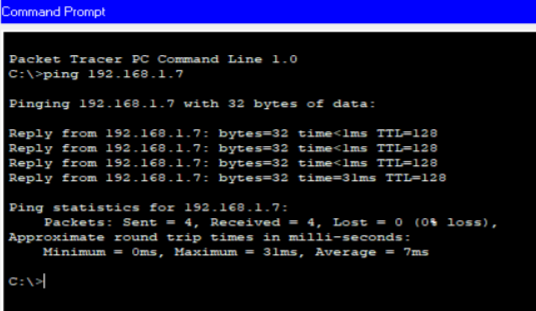 Command Prompt
Packet Tracer PC Command Line 1.0
C:\>ping 192.168.1.7
Pinging 192.168.1.7 with 32 bytes of data:
Reply from 192.168.1.7: bytes=32 time<1ms TTL=128
Reply from 192.168.1.7: bytes=32 time<1ms TTL=128
Reply from 192.168.1.7: bytes=32 time<1ms TTL=128
Reply from 192.168.1.7: bytes=32 time=31ms TTL=128
Ping statistics for 192.168.1.7:
Packets: Sent = 4, Received = 4, Lost = 0 (0% loss),
Approximate round trip times in milli-seconds:
Minimum = 0ms, Maximum = 31ms, Average = 7ms
C:\>